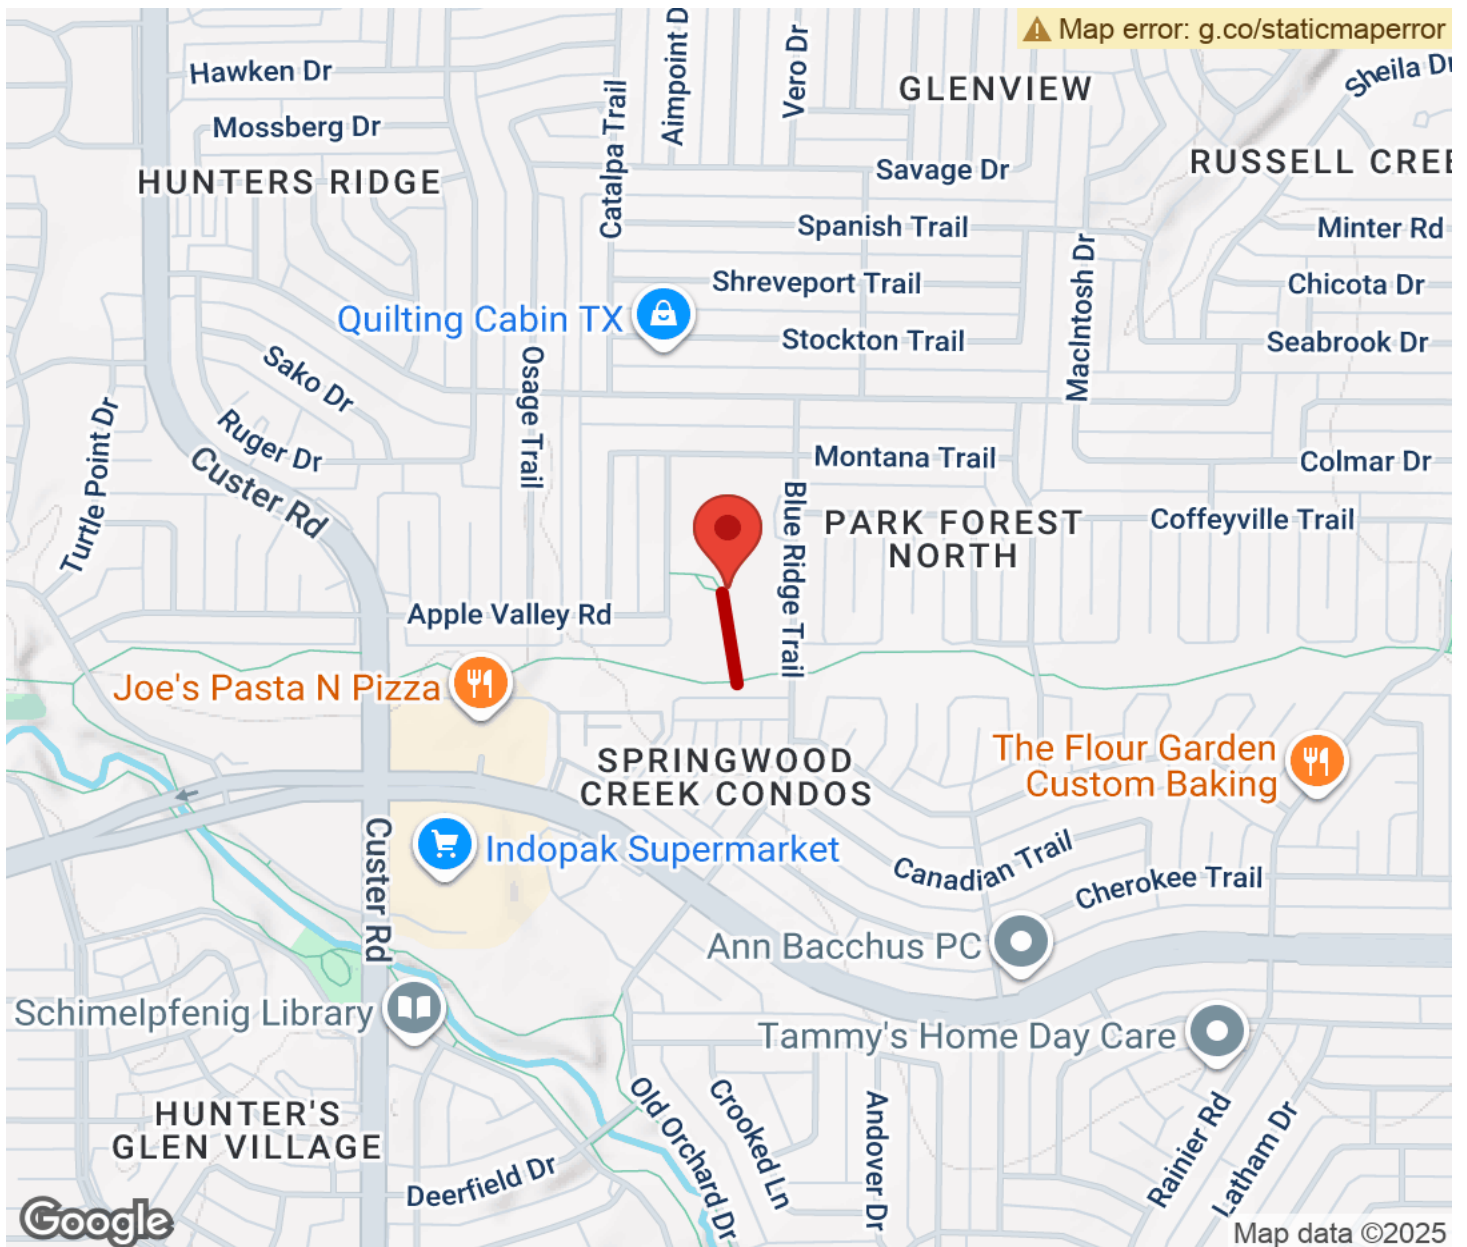 Map error: g.co/staticmaperror
Hawken Dr
Mossberg Dr
HUNTERS RIDGE
Catalpa Trail
Aimpoint D
Vero Dr
GLENVIEW
Sheila Dr
Savage Dr
RUSSELL CREE
Spanish Trail
Minter Rd
Shreveport Trail
MacIntosh Dr
Chicota Dr
Quilting Cabin TX
Stockton Trail
Seabrook Dr
Sako Dr
Osage Trail
Turtle Point Dr
Ruger Dr
Custer Rd
Montana Trail
Colmar Dr
Blue Ridge Trail
PARK FOREST
NORTH
Coffeyville Trail
Apple Valley Rd
Joe's Pasta N Pizza
SPRINGWOOD
CREEK CONDOS
The Flour Garden
Custom Baking
Custer Rd
Indopak Supermarket
Canadian Trail
Cherokee Trail
Ann Bacchus PC
Schimelpfenig Library
Tammy's Home Day Care
HUNTER'S
GLEN VILLAGE
Old Orchard Dr
Crooked Ln
Andover Dr
Rainier Rd
Latham Dr
Deerfield Dr
Google
Map data ©2025